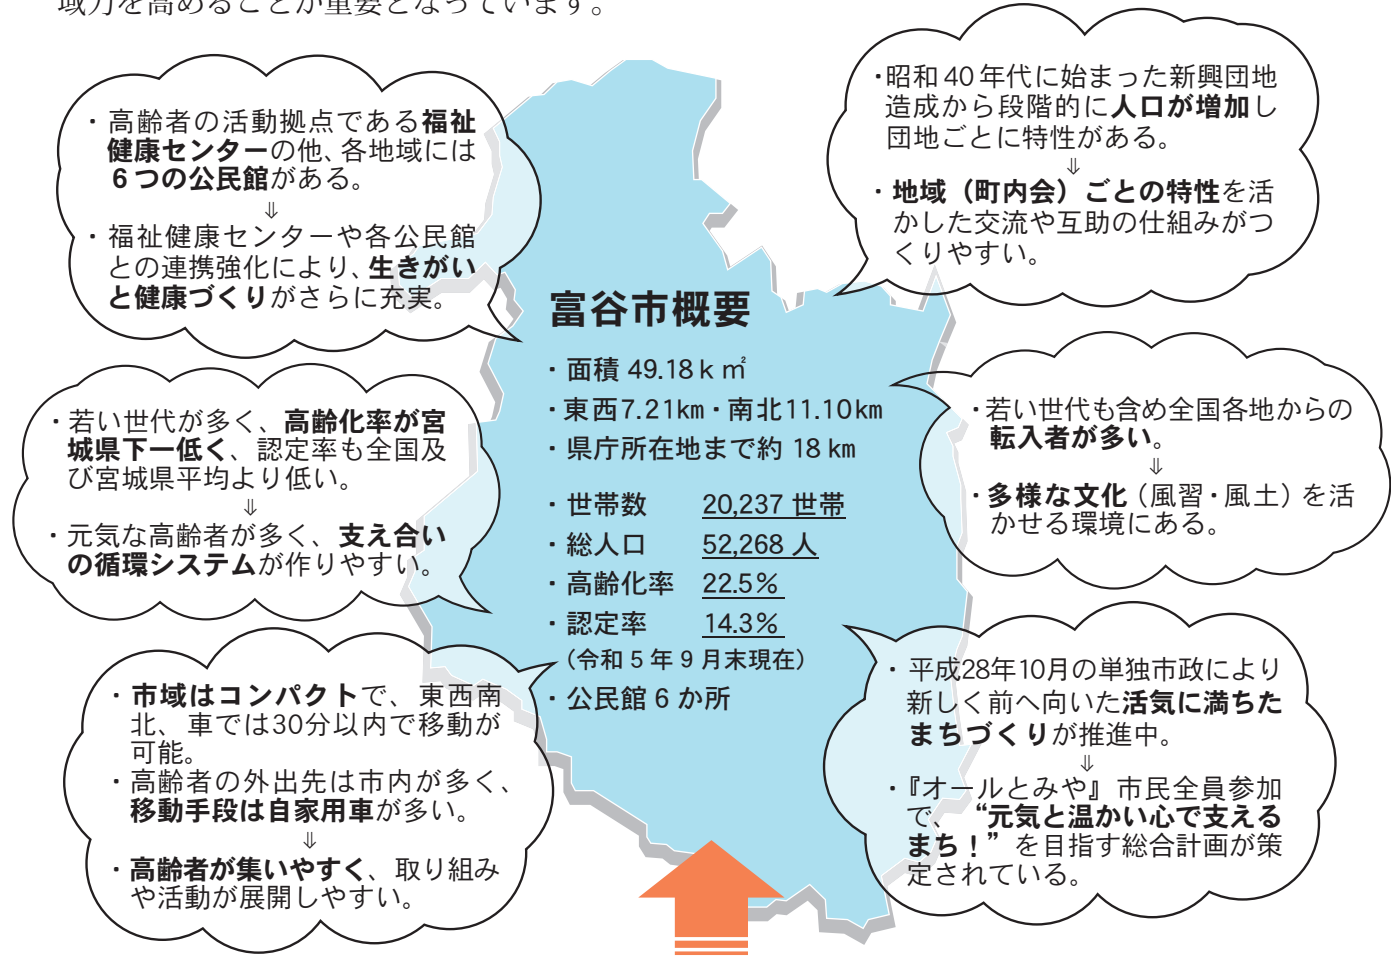 域力を高めることが重要となっています。
・高齢者の活動拠点である福祉
健康センターの他、各地域には
６つの公民館がある。
⇓
・福祉健康センターや各公民館
との連携強化により、生きがい
と健康づくりがさらに充実。
・昭和 40 年代に始まった新興団地
造成から段階的に人口が増加し
団地ごとに特性がある。
⇓
・地域（町内会）ごとの特性を活
かした交流や互助の仕組みがつ
くりやすい。
・若い世代が多く、高齢化率が宮
城県下一低く、認定率も全国及
び宮城県平均より低い。
⇓
・元気な高齢者が多く、支え合い
の循環システムが作りやすい。
富谷市概要
・面積 49.18ｋ㎡
・東西7.21km・南北11.10km
・県庁所在地まで約 18 km
・世帯数 20,237 世帯
・総人口 52,268 人
・高齢化率 22.5%
・認定率 14.3%
（令和 5 年 9 月末現在）
・公民館 6 か所
・若い世代も含め全国各地からの
転入者が多い。
⇓
・多様な文化（風習・風土）を活
かせる環境にある。
・市域はコンパクトで、東西南
北、車では30分以内で移動が
可能。
・高齢者の外出先は市内が多く、
移動手段は自家用車が多い。
⇓
・高齢者が集いやすく、取り組み
や活動が展開しやすい。
・平成28年10月の単独市政により
新しく前へ向いた活気に満ちた
まちづくりが推進中。
⇓
・『オールとみや』市民全員参加
で、“元気と温かい心で支える
まち！”を目指す総合計画が策
定されている。